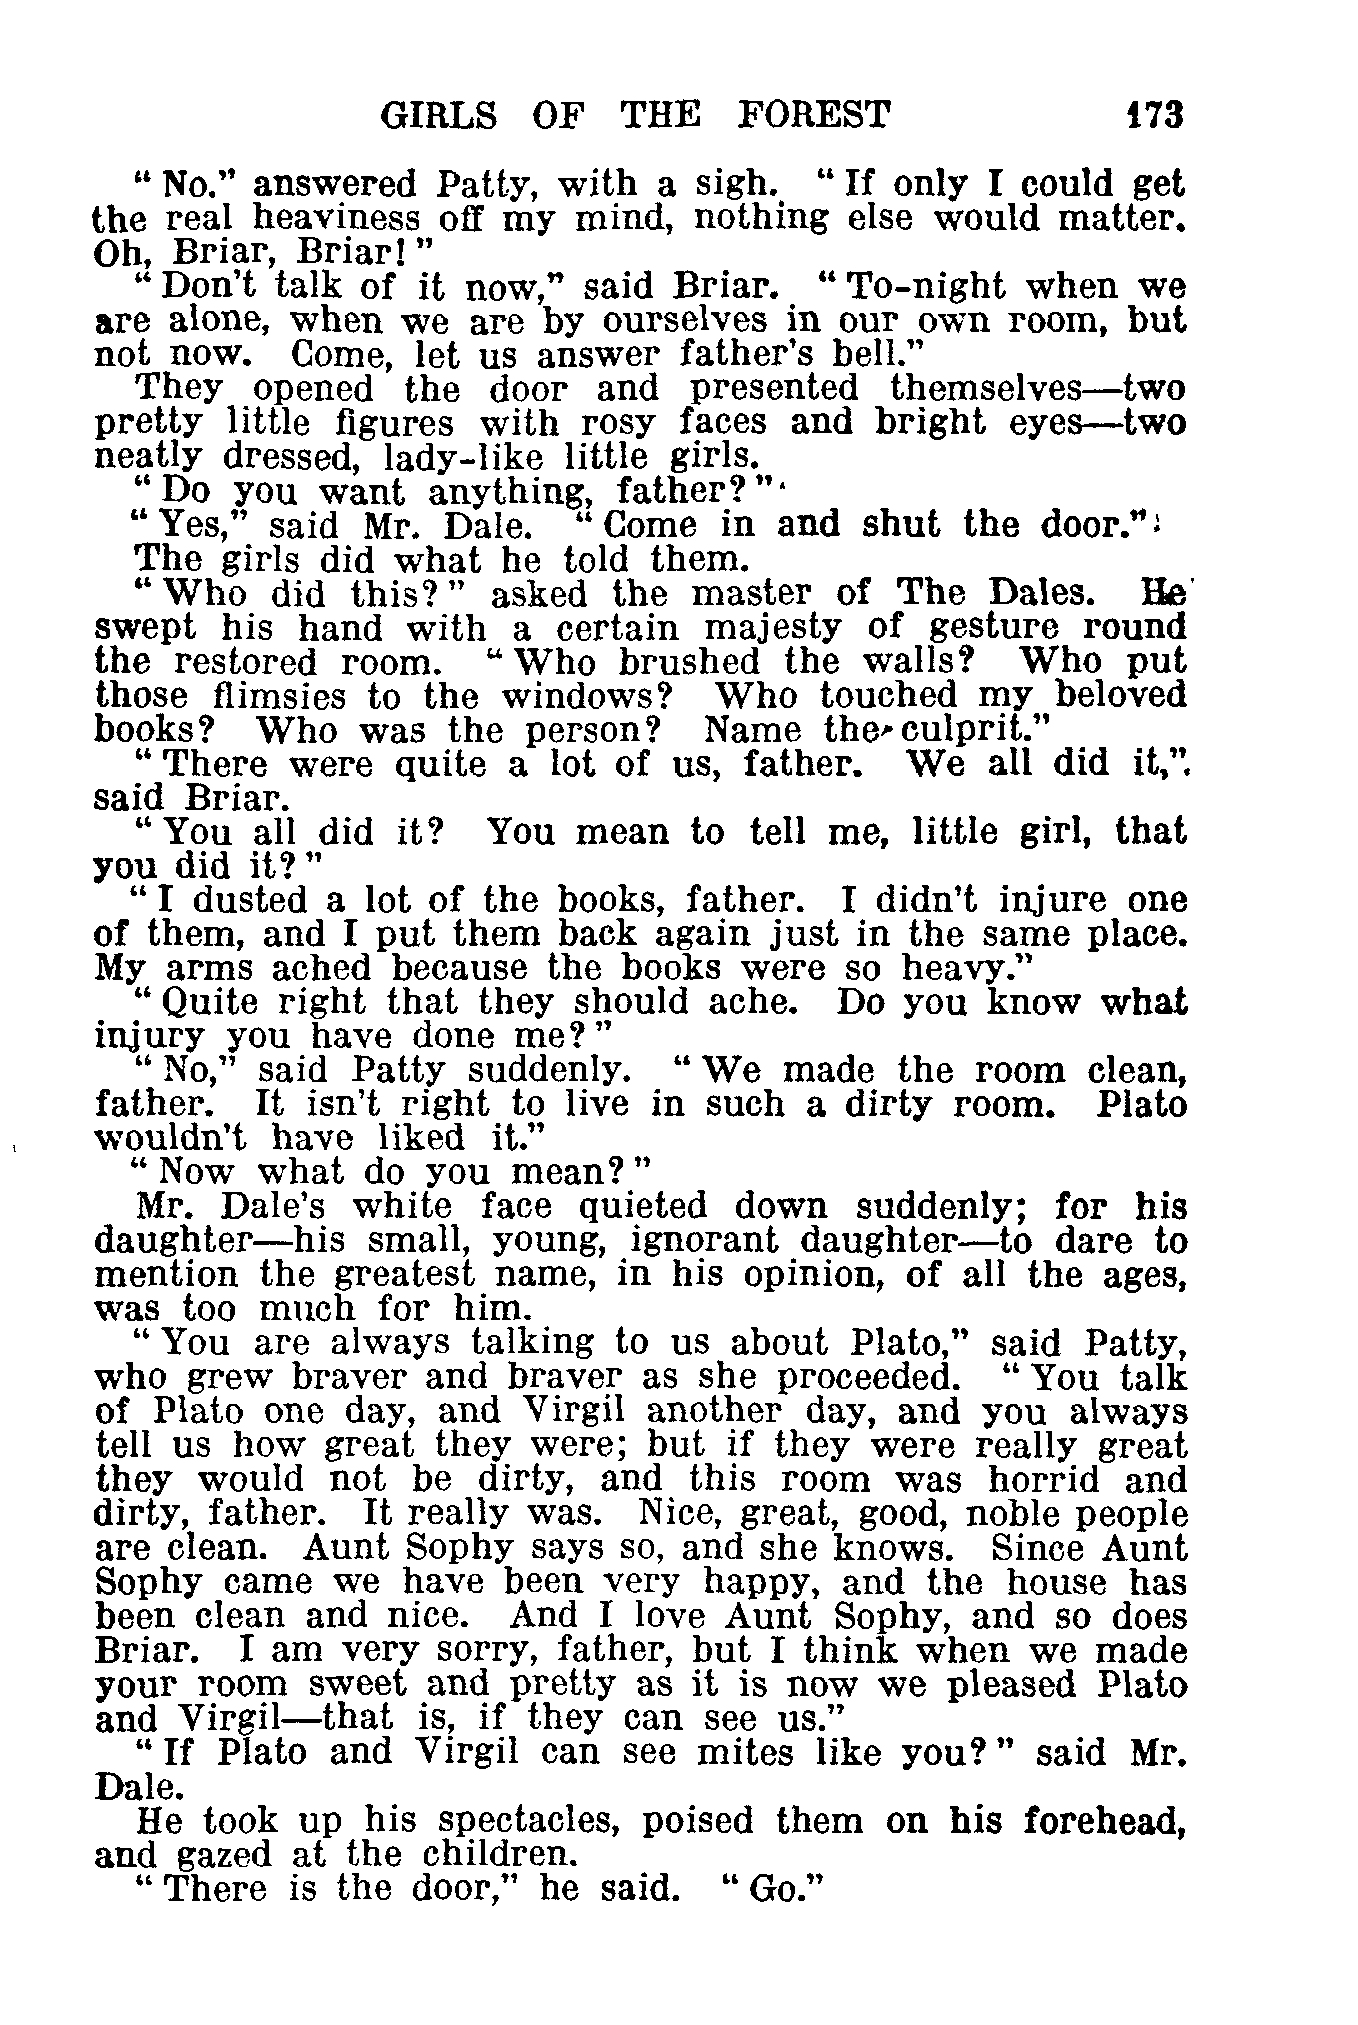 GIRLS OF THE FOREST 173
“No.” answered Patty, with a sigh. “If only I could get
the real heaviness off my mind, nothing else would matter.
Oh, Briar, Briar!”
“Don't talk of it now,” said Briar. “To-night when we
are alone, when we are by ourselves in our own room, but
not now. Come, let us answer father's bell.”
They opened the door and presented themselves—two
pretty little figures with rosy faces and bright eyes—two
neatly dressed, lady-like little girls.
“Do you want anything, father?”
“Yes,” said Mr. Dale. “Come in and shut the door.”
The girls did what he told them.
“Who did this?” asked the master of The Dales. He
swept his hand with a certain majesty of gesture round
the restored room. “Who brushed the walls? Who put
those flimsies to the windows? Who touched my beloved
books? Who was the person? Name the culprit.”
“There were quite a lot of us, father. We all did it,”
said Briar.
“You all did it? You mean to tell me, little girl, that
you did it?”
“I dusted a lot of the books, father. I didn't injure one
of them, and I put them back again just in the same place.
My arms ached because the books were so heavy.”
“Quite right that they should ache. Do you know what
injury you have done me?”
“No,” said Patty suddenly. “We made the room clean,
father. It isn't right to live in such a dirty room. Plato
wouldn't have liked it.”
“Now what do you mean?”
Mr. Dale's white face quieted down suddenly; for his
daughter—his small, young, ignorant daughter—to dare to
mention the greatest name, in his opinion, of all the ages,
was too much for him.
“You are always talking to us about Plato,” said Patty,
who grew braver and braver as she proceeded. “You talk
of Plato one day, and Virgil another day, and you always
tell us how great they were; but if they were really great
they would not be dirty, and this room was horrid and
dirty, father. It really was. Nice, great, good, noble people
are clean. Aunt Sophy says so, and she knows. Since Aunt
Sophy came we have been very happy, and the house has
been clean and nice. And I love Aunt Sophy, and so does
Briar. I am very sorry, father, but I think when we made
your room sweet and pretty as it is now we pleased Plato
and Virgil—that is, if they can see us.”
“If Plato and Virgil can see mites like you?” said Mr.
Dale.
He took up his spectacles, poised them on his forehead,
and gazed at the children.
“There is the door,” he said. “Go.”